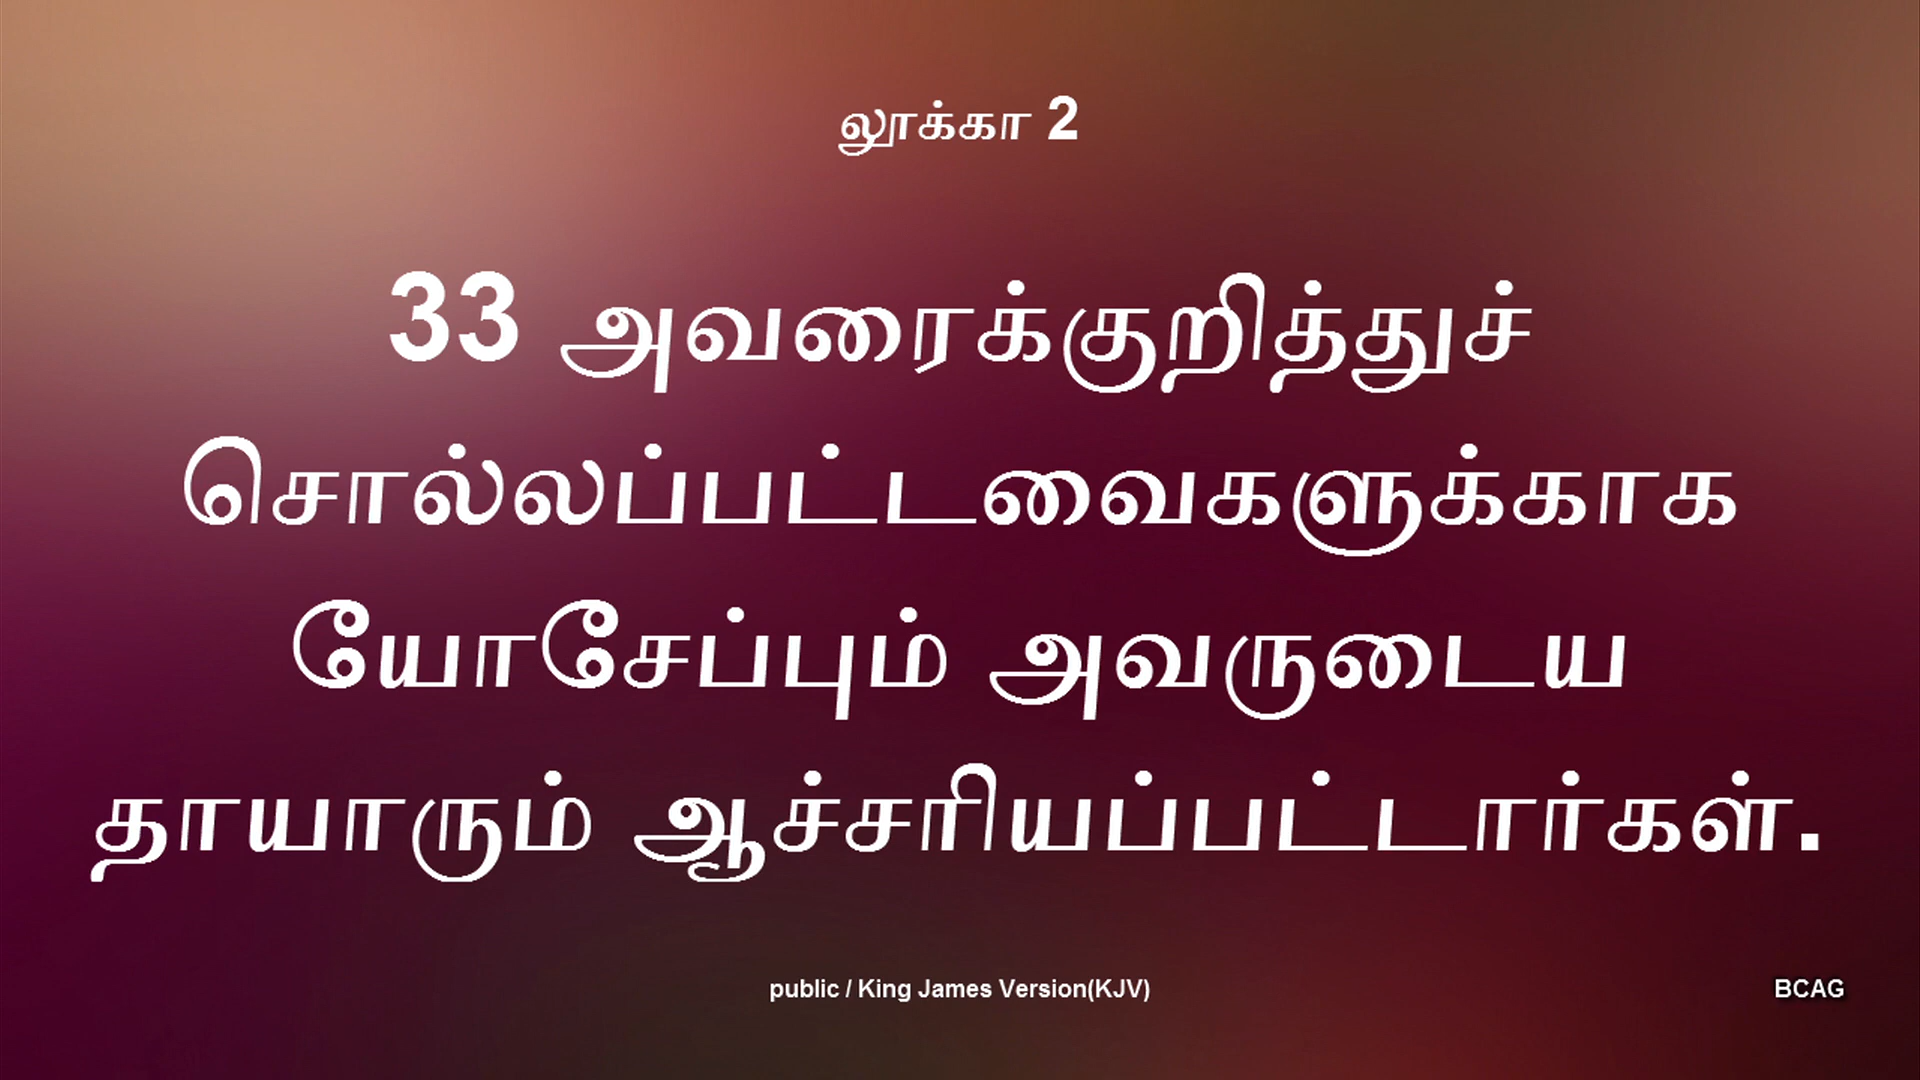 லூக்கா 2
33 அவரைக்குறித்துச்
சொல்லப்பட்டவைகளுக்காக
யோசேப்பும் அவருடைய
தாயாரும் ஆச்சரியப்பட்டார்கள்.
public / King James Version(KJV)
BCAG